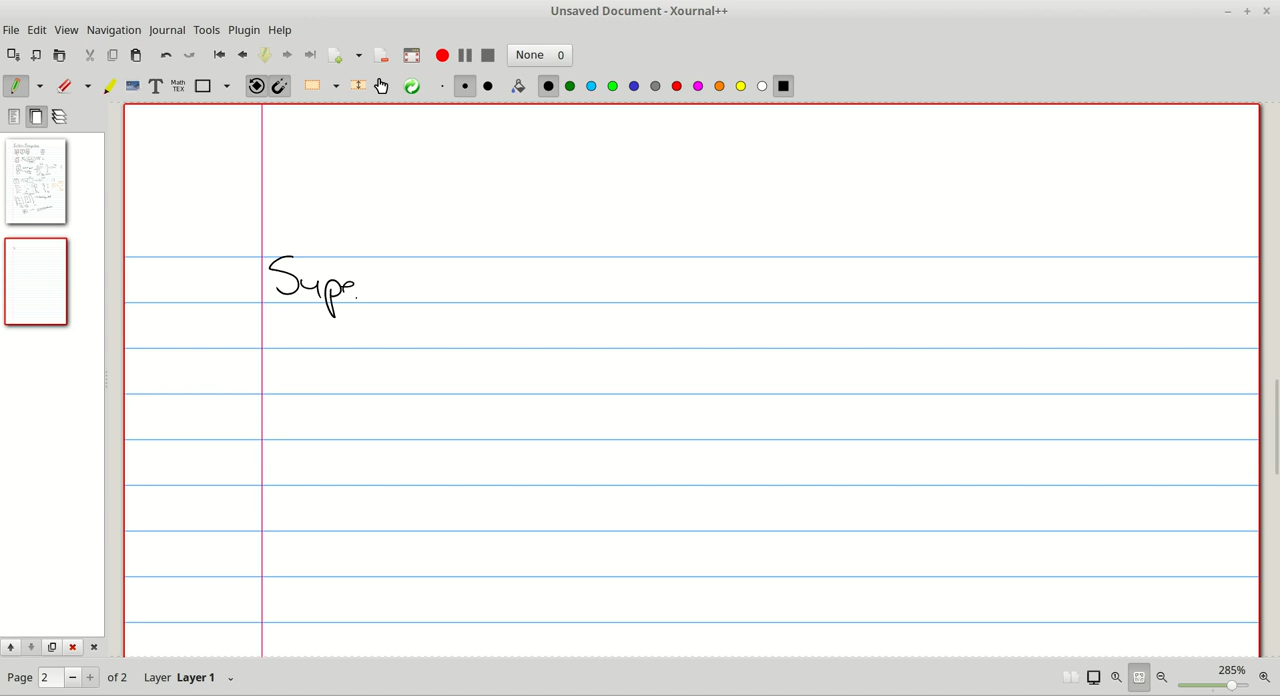 Unsaved Document - Xournal++
File Edit View Navigation Journal Tools Plugin Help
None 0
Math
TEX
Supe.
Page 2 of 2 Layer Layer 1
285%